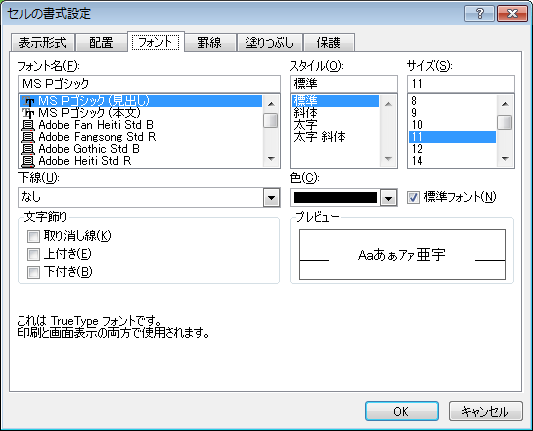 セルの書式設定
表示形式 配置 フォント 罫線 塗りつぶし 保護
フォント名(F): スタイル(O): サイズ(S):
MS Pゴシック 標準 11
MS Pゴシック (見出し) 標準 8
MS Pゴシック (本文) 斜体 9
Adobe Fan Heiti Std B 太字 10
Adobe Fangsong Std R 太字 斜体 11
Adobe Gothic Std B 12
Adobe Heiti Std R 14
下線(U): 色(C):
なし 標準フォント(N)
文字飾り プレビュー
取り消し線(K)
上付き(E) Aaあぁアァ亜宇
下付き(B)
これは TrueType フォントです。
印刷と画面表示の両方で使用されます。
OK キャンセル